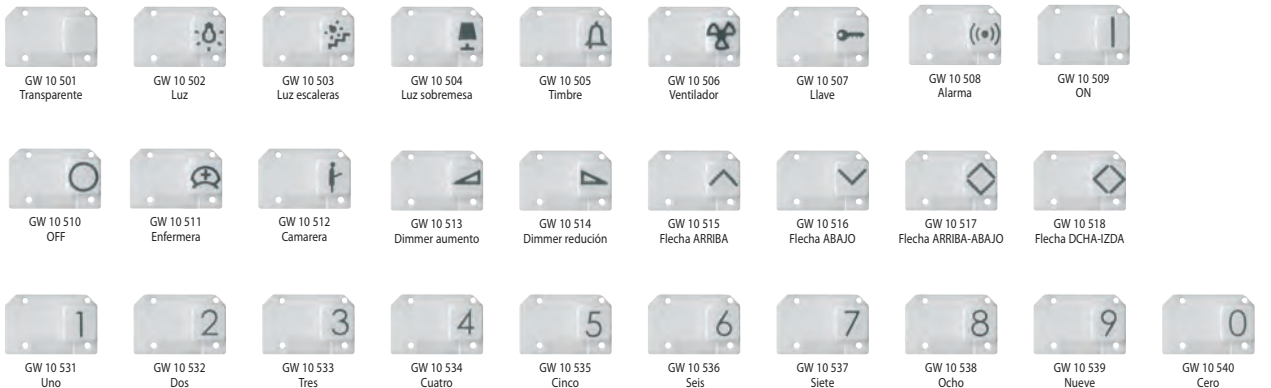 GW 10 501
Transparente
GW 10 502
Luz
GW 10 503
Luz escaleras
GW 10 504
Luz sobremesa
GW 10 505
Timbre
GW 10 506
Ventilador
GW 10 507
Llave
GW 10 508
Alarma
GW 10 509
ON
GW 10 510
OFF
GW 10 511
Enfermera
GW 10 512
Camarera
GW 10 513
Dimmer aumento
GW 10 514
Dimmer redución
GW 10 515
Flecha ARRIBA
GW 10 516
Flecha ABAJO
GW 10 517
Flecha ARRIBA-ABAJO
GW 10 518
Flecha DCHA-IZDA
1
GW 10 531
Uno
2
GW 10 532
Dos
3
GW 10 533
Tres
4
GW 10 534
Cuatro
5
GW 10 535
Cinco
6
GW 10 536
Seis
7
GW 10 537
Siete
8
GW 10 538
Ocho
9
GW 10 539
Nueve
0
GW 10 540
Cero